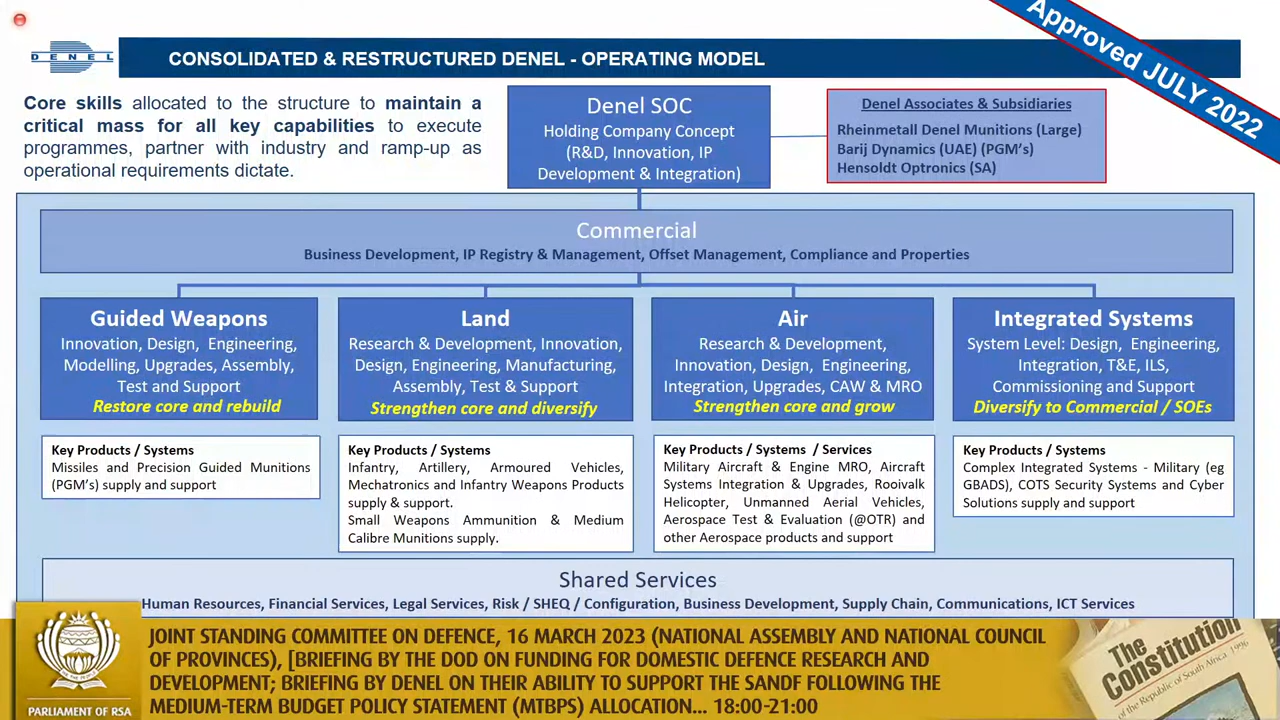 Approved JULY 2022
DENEL
CONSOLIDATED & RESTRUCTURED DENEL - OPERATING MODEL
Core skills allocated to the structure to maintain a
critical mass for all key capabilities to execute
programmes, partner with industry and ramp-up as
operational requirements dictate.
Denel SOC
Holding Company Concept
(R&D, Innovation, IP
Development & Integration)
Denel Associates & Subsidiaries
Rheinmetall Denel Munitions (Large)
Barij Dynamics (UAE) (PGM's)
Hensoldt Optronics (SA)
Commercial
Business Development, IP Registry & Management, Offset Management, Compliance and Properties
Guided Weapons
Innovation, Design, Engineering,
Modelling, Upgrades, Assembly,
Test and Support
Restore core and rebuild
Land
Research & Development, Innovation,
Design, Engineering, Manufacturing,
Assembly, Test & Support
Strengthen core and diversify
Air
Research & Development,
Innovation, Design, Engineering,
Integration, Upgrades, CAW & MRO
Strengthen core and grow
Integrated Systems
System Level: Design, Engineering,
Integration, T&E, ILS,
Commissioning and Support
Diversify to Commercial / SOEs
Key Products / Systems
Missiles and Precision Guided Munitions
(PGM's) supply and support
Key Products / Systems
Infantry, Artillery, Armoured Vehicles,
Mechatronics and Infantry Weapons Products
supply & support.
Small Weapons Ammunition & Medium
Calibre Munitions supply.
Key Products / Systems / Services
Military Aircraft & Engine MRO, Aircraft
Systems Integration & Upgrades, Rooivalk
Helicopter, Unmanned Aerial Vehicles,
Aerospace Test & Evaluation (@OTR) and
other Aerospace products and support
Key Products / Systems
Complex Integrated Systems - Military (eg
GBADS), COTS Security Systems and Cyber
Solutions supply and support
Shared Services
Human Resources, Financial Services, Legal Services, Risk / SHEQ / Configuration, Business Development, Supply Chain, Communications, ICT Services
PARLIAMENT OF RSA
JOINT STANDING COMMITTEE ON DEFENCE, 16 MARCH 2023 (NATIONAL ASSEMBLY AND NATIONAL COUNCIL
OF PROVINCES), [BRIEFING BY THE DOD ON FUNDING FOR DOMESTIC DEFENCE RESEARCH AND
DEVELOPMENT; BRIEFING BY DENEL ON THEIR ABILITY TO SUPPORT THE SANDF FOLLOWING THE
MEDIUM-TERM BUDGET POLICY STATEMENT (MTBPS) ALLOCATION... 18:00-21:00
The
Constitution
of the Republic of South Africa, 1996